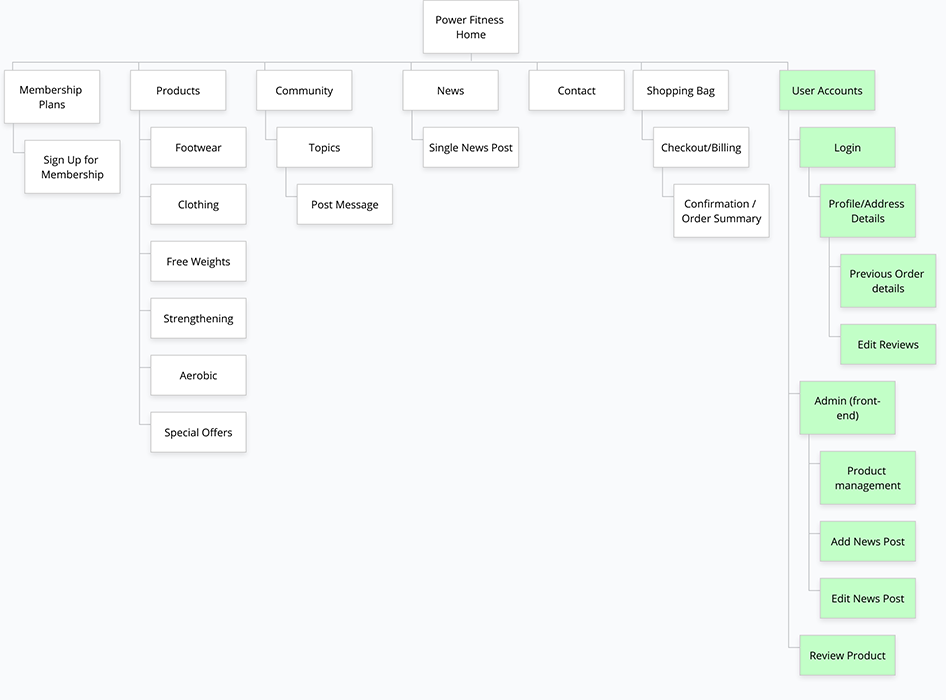 Power Fitness
Home
Membership
Plans
Sign Up for
Membership
Products
Footwear
Clothing
Free Weights
Strengthening
Aerobic
Special Offers
Community
Topics
Post Message
News
Single News Post
Contact
Shopping Bag
Checkout/Billing
Confirmation /
Order Summary
User Accounts
Login
Profile/Address
Details
Previous Order
details
Edit Reviews
Admin (front-
end)
Product
management
Add News Post
Edit News Post
Review Product